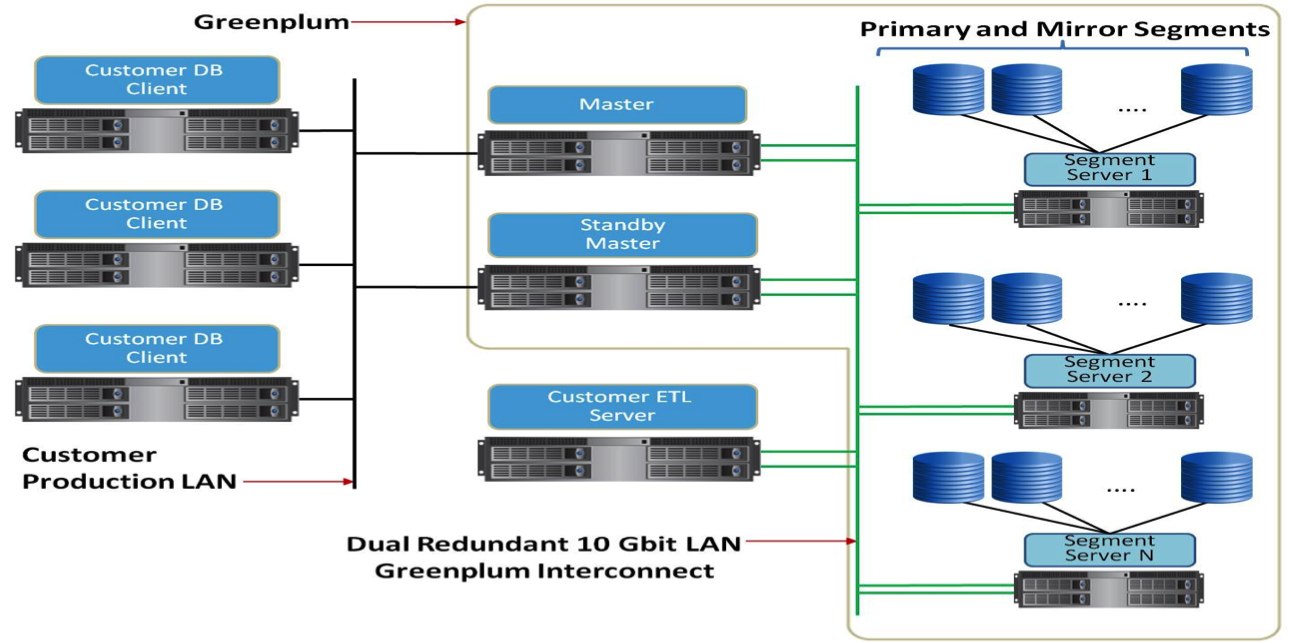 Greenplum
Primary and Mirror Segments
Customer DB
Client
Master
....
Segment
Server 1
Customer DB
Client
Standby
Master
....
Segment
Server 2
Customer DB
Client
Customer ETL
Server
Customer
Production LAN
....
Segment
Server N
Dual Redundant 10 Gbit LAN
Greenplum Interconnect